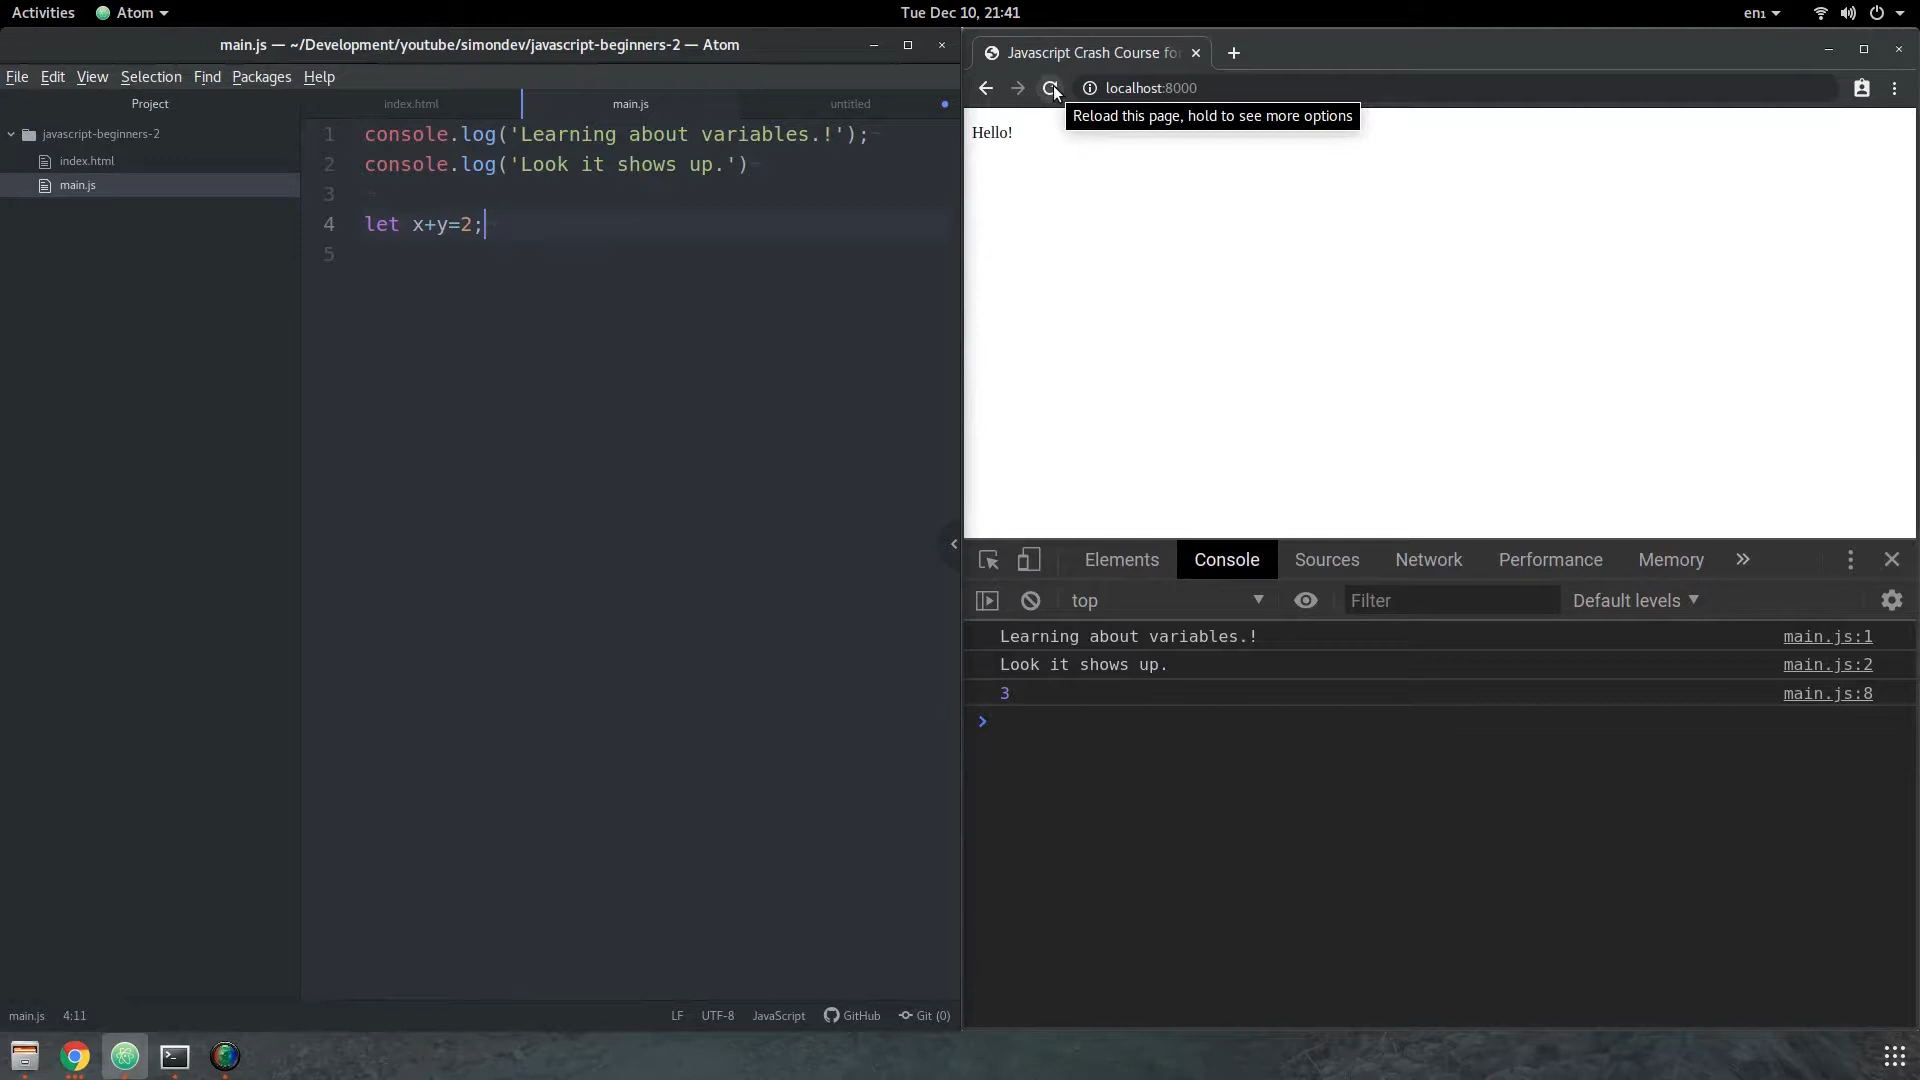 Activities Atom Tue Dec 10, 21:41 en₁
main.js — ~/Development/youtube/simondev/javascript-beginners-2 — Atom
File Edit View Selection Find Packages Help
Project
javascript-beginners-2
index.html
main.js
index.html main.js untitled
1 console.log('Learning about variables.!');
2 console.log('Look it shows up.')
3
4 let x+y=2;
5
main.js 4:11 LF UTF-8 JavaScript GitHub Git (0)
Javascript Crash Course fo
localhost:8000
Reload this page, hold to see more options
Hello!
Elements Console Sources Network Performance Memory
top Filter Default levels
Learning about variables.! main.js:1
Look it shows up. main.js:2
3 main.js:8